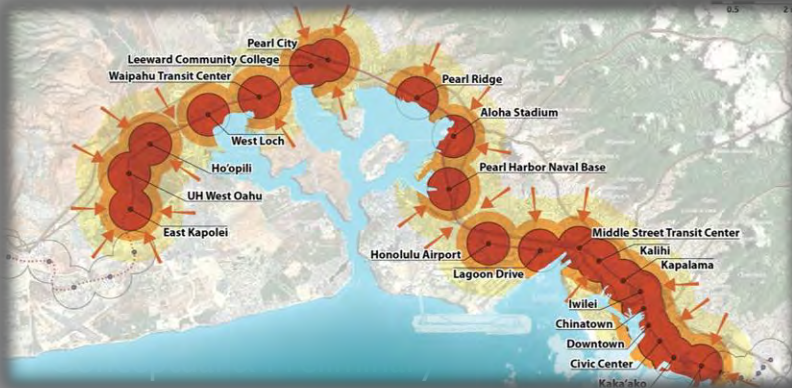 0.5
Pearl City
Leeward Community College
Waipahu Transit Center
Pearl Ridge
Aloha Stadium
West Loch
Ho'opili
Pearl Harbor Naval Base
UH West Oahu
East Kapolei
Middle Street Transit Center
Honolulu Airport
Kalihi
Lagoon Drive
Kapalama
Iwilei
Chinatown
Downtown
Civic Center
Kaka'ako